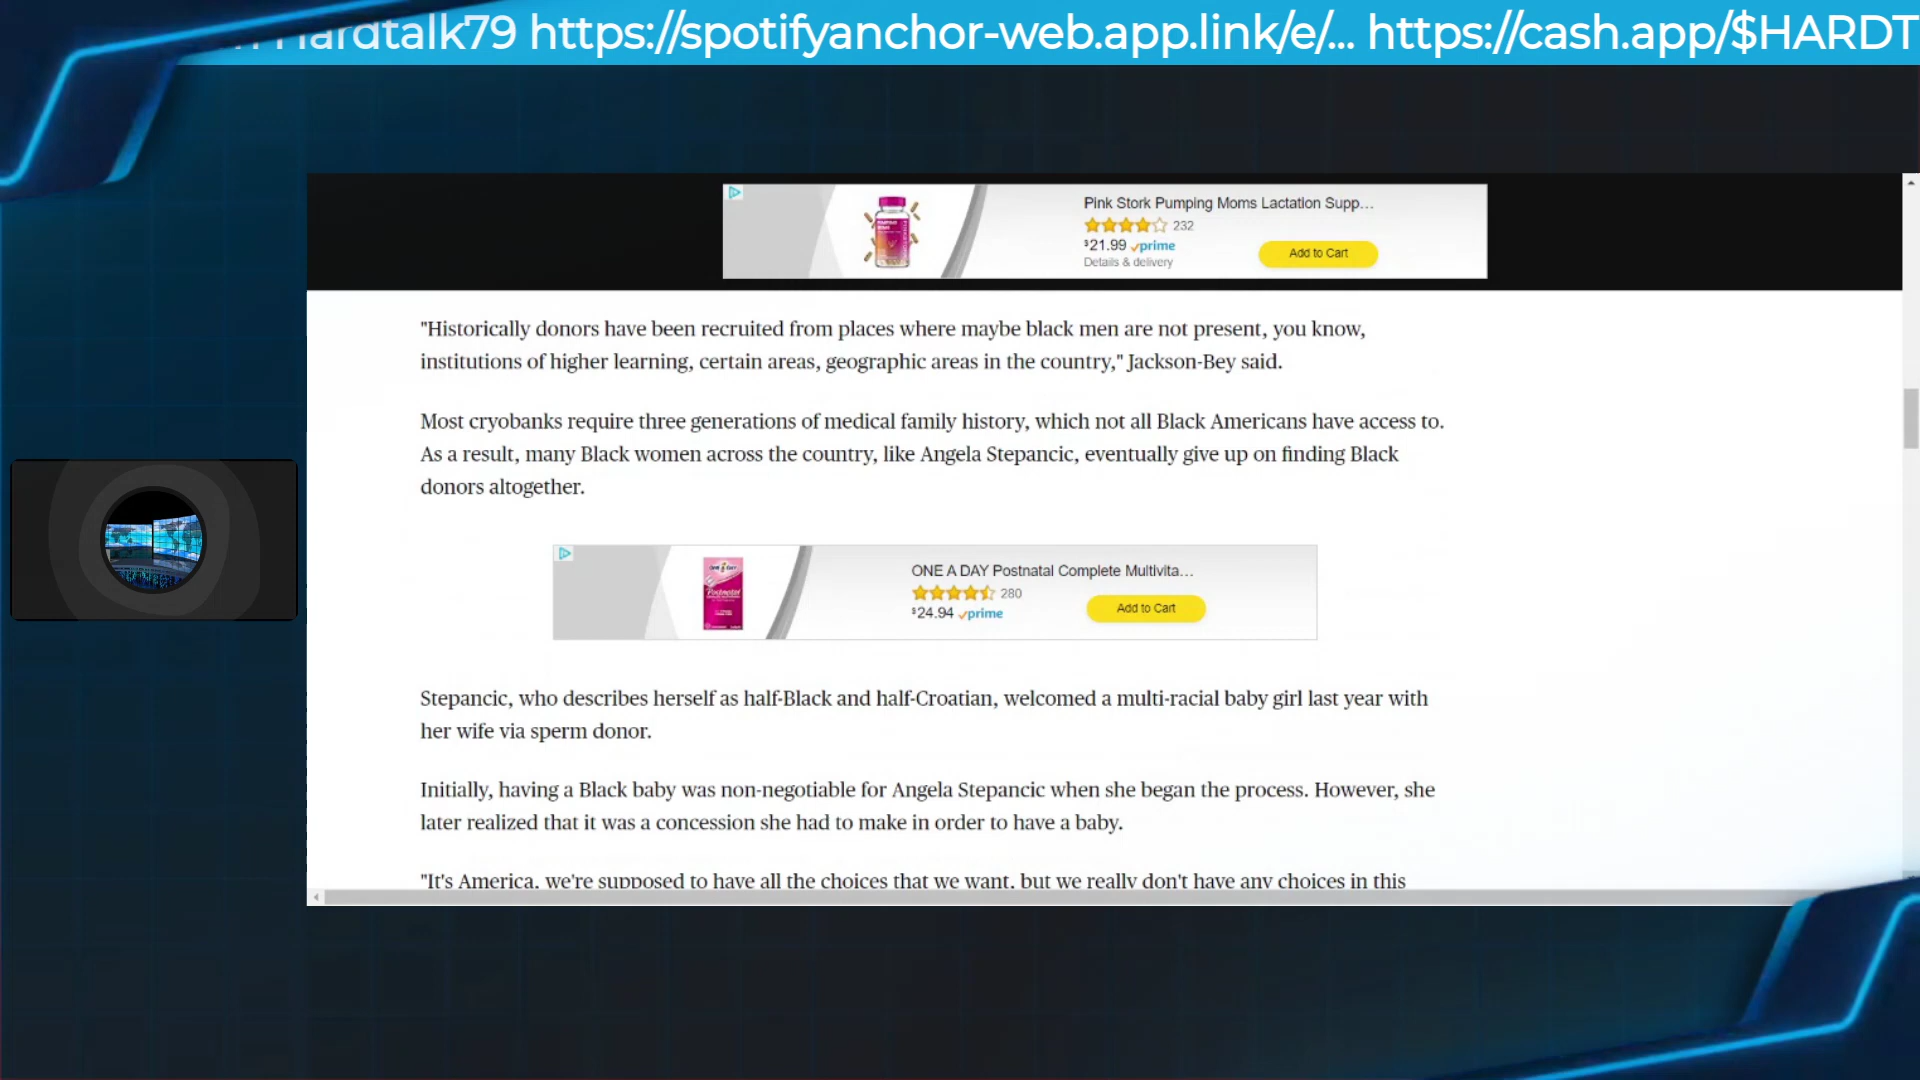 Hardtalk79 https://spotifyanchor-web.app.link/e/... https://cash.app/$HARDT
Pink Stork Pumping Moms Lactation Supp...
232
$21.99 prime
Add to Cart
Details & delivery
"Historically donors have been recruited from places where maybe black men are not present, you know,
institutions of higher learning, certain areas, geographic areas in the country," Jackson-Bey said.
Most cryobanks require three generations of medical family history, which not all Black Americans have access to.
As a result, many Black women across the country, like Angela Stepancic, eventually give up on finding Black
donors altogether.
ONE A DAY Postnatal Complete Multivita...
280
$24.94 prime
Add to Cart
Stepancic, who describes herself as half-Black and half-Croatian, welcomed a multi-racial baby girl last year with
her wife via sperm donor.
Initially, having a Black baby was non-negotiable for Angela Stepancic when she began the process. However, she
later realized that it was a concession she had to make in order to have a baby.
"It's America, we're supposed to have all the choices that we want, but we really don't have any choices in this